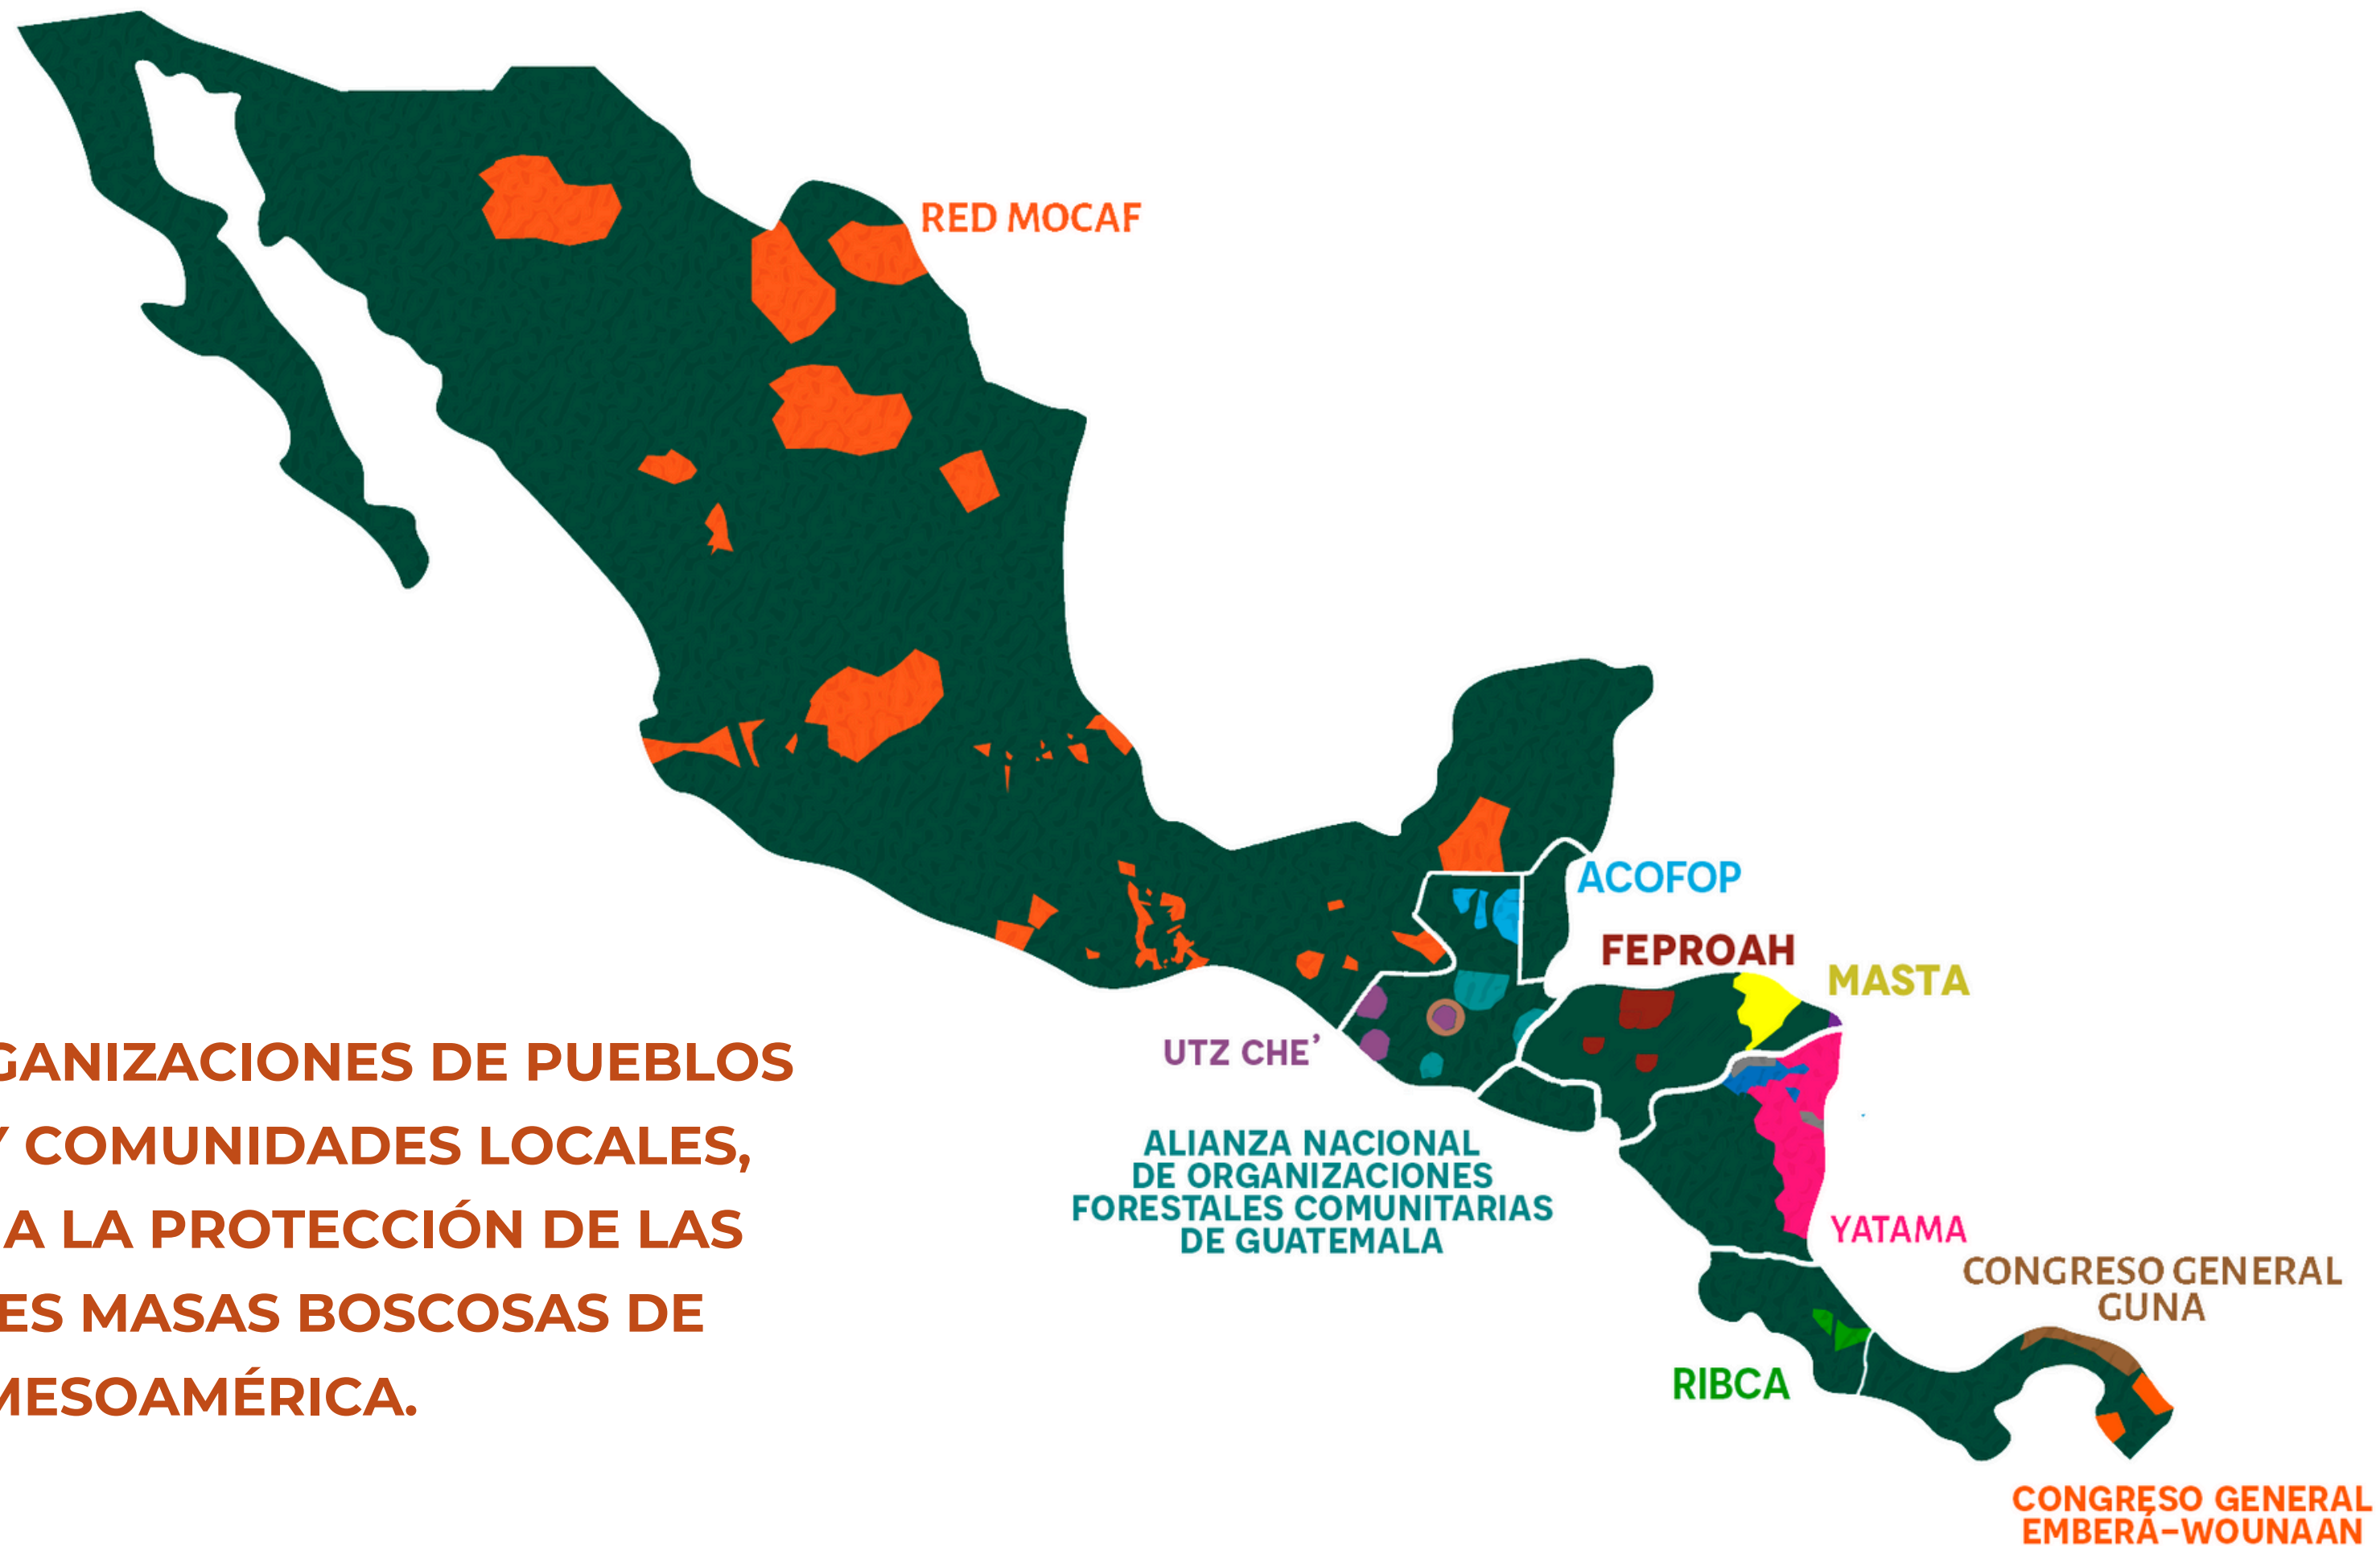 RED MOCAF
ACOFOP
FEPROAH
MASTA
UTZ CHE’
GANIZACIONES DE PUEBLOS
Y COMUNIDADES LOCALES,
A LA PROTECCIÓN DE LAS
ES MASAS BOSCOSAS DE
MESOAMÉRICA.
ALIANZA NACIONAL
DE ORGANIZACIONES
FORESTALES COMUNITARIAS
DE GUATEMALA
YATAMA
CONGRESO GENERAL
GUNA
RIBCA
CONGRESO GENERAL
EMBERÁ–WOUNAAN